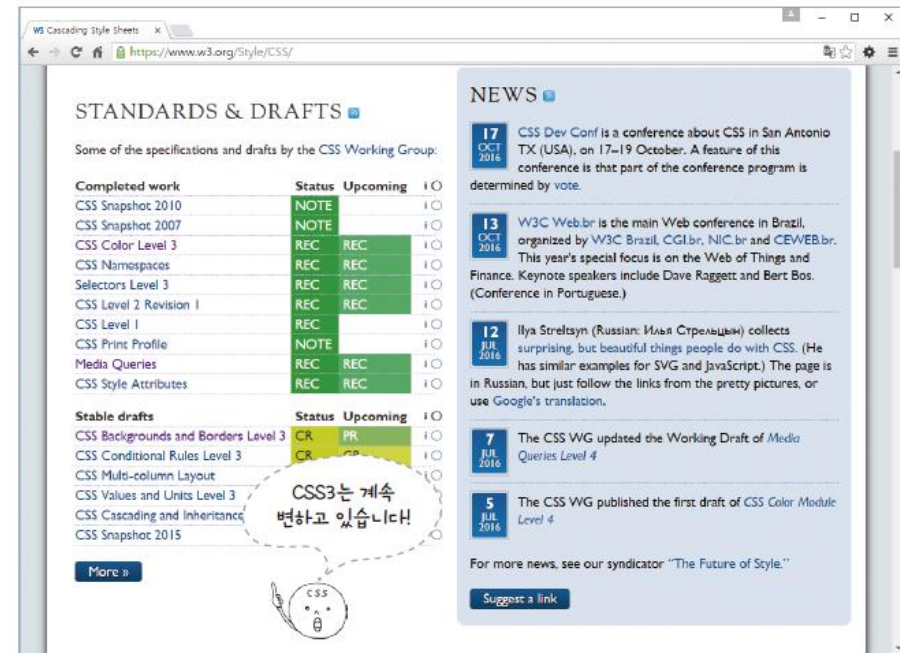 W3 Cascading Style Sheets
https://www.w3.org/Style/CSS/
STANDARDS & DRAFTS
Some of the specifications and drafts by the CSS Working Group:
Completed work Status Upcoming i O
CSS Snapshot 2010 NOTE i O
CSS Snapshot 2007 NOTE i O
CSS Color Level 3 REC REC i O
CSS Namespaces REC REC i O
Selectors Level 3 REC REC i O
CSS Level 2 Revision 1 REC REC i O
CSS Level 1 REC i O
CSS Print Profile NOTE i O
Media Queries REC REC i O
CSS Style Attributes REC REC i O
Stable drafts Status Upcoming i O
CSS Backgrounds and Borders Level 3 CR PR i O
CSS Conditional Rules Level 3 CR CR i O
CSS Multi-column Layout
CSS Values and Units Level 3
CSS Cascading and Inheritance
CSS Snapshot 2015
More »
CSS3는 계속
변하고 있습니다!
CSS
NEWS
17 OCT 2016
CSS Dev Conf is a conference about CSS in San Antonio
TX (USA), on 17–19 October. A feature of this
conference is that part of the conference program is
determined by vote.
13 OCT 2016
W3C Web.br is the main Web conference in Brazil,
organized by W3C Brazil, CGI.br, NIC.br and CEWEB.br.
This year's special focus is on the Web of Things and
Finance. Keynote speakers include Dave Raggett and Bert Bos.
(Conference in Portuguese.)
12 JUL 2016
Ilya Streltsyn (Russian: Илья Стрельцын) collects
surprising, but beautiful things people do with CSS. (He
has similar examples for SVG and JavaScript.) The page is
in Russian, but just follow the links from the pretty pictures, or
use Google's translation.
7 JUL 2016
The CSS WG updated the Working Draft of Media
Queries Level 4
5 JUL 2016
The CSS WG published the first draft of CSS Color Module
Level 4
For more news, see our syndicator "The Future of Style."
Suggest a link